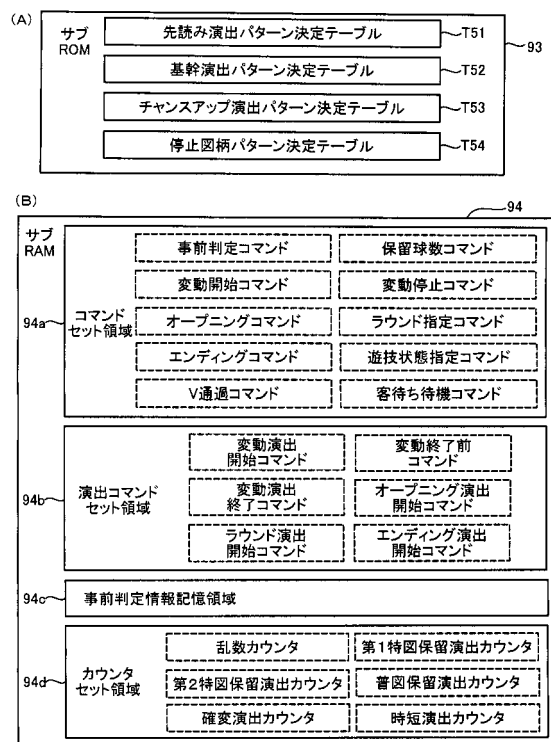 (A)
サブ
ROM
93
先読み演出パターン決定テーブル
T51
基幹演出パターン決定テーブル
T52
チャンスアップ演出パターン決定テーブル
T53
停止図柄パターン決定テーブル
T54
(B)
94
サブ
RAM
94a
コマンド
セット領域
事前判定コマンド
保留球数コマンド
変動開始コマンド
変動停止コマンド
オープニングコマンド
ラウンド指定コマンド
エンディングコマンド
遊技状態指定コマンド
V通過コマンド
客待ち待機コマンド
94b
演出コマンド
セット領域
変動演出
開始コマンド
変動終了前
コマンド
変動演出
終了コマンド
オープニング演出
開始コマンド
ラウンド演出
開始コマンド
エンディング演出
開始コマンド
94c
事前判定情報記憶領域
94d
カウンタ
セット領域
乱数カウンタ
第1特図保留演出カウンタ
第2特図保留演出カウンタ
普図保留演出カウンタ
確変演出カウンタ
時短演出カウンタ